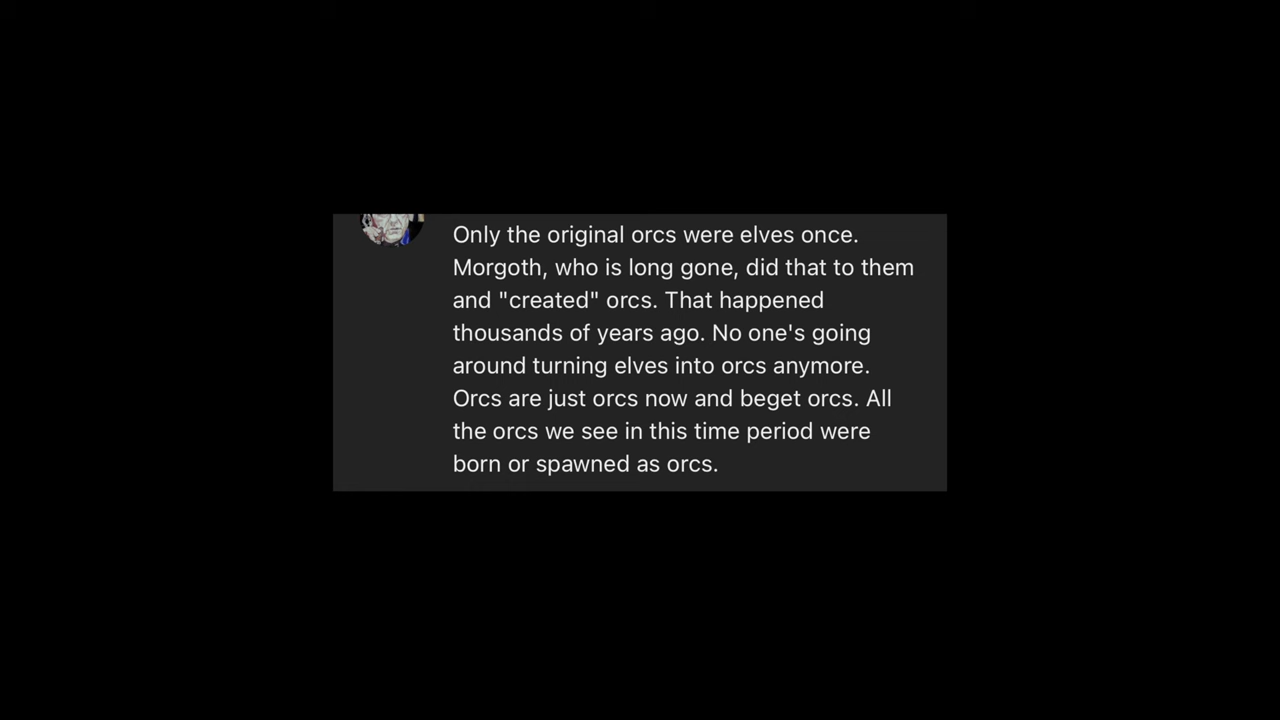 Only the original orcs were elves once.
Morgoth, who is long gone, did that to them
and "created" orcs. That happened
thousands of years ago. No one's going
around turning elves into orcs anymore.
Orcs are just orcs now and beget orcs. All
the orcs we see in this time period were
born or spawned as orcs.